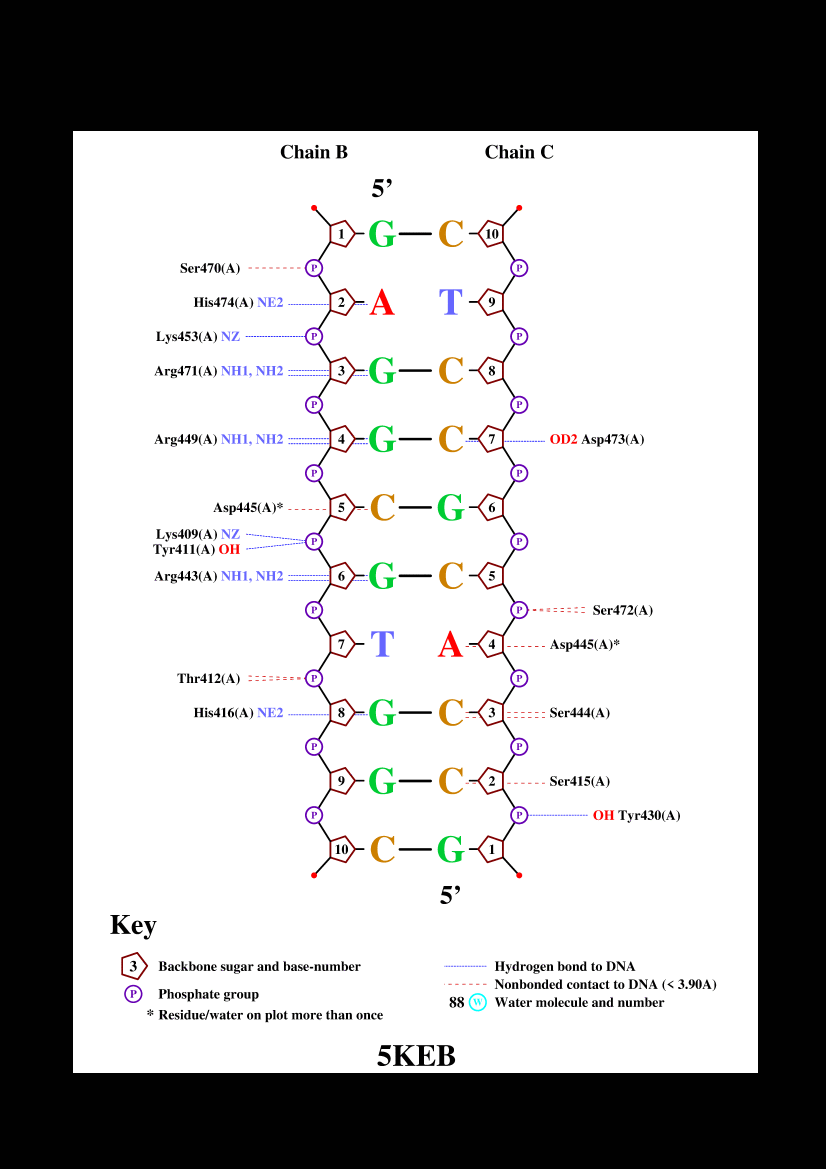 Chain B Chain C
5’
1 G C 10
Ser470(A) P P
His474(A) NE2 2 A T 9
Lys453(A) NZ P P
Arg471(A) NH1, NH2 3 G C 8
P P
Arg449(A) NH1, NH2 4 G C 7 OD2 Asp473(A)
P P
Asp445(A)* 5 C G 6
Lys409(A) NZ P P
Tyr411(A) OH
Arg443(A) NH1, NH2 6 G C 5
P P Ser472(A)
7 T A 4 Asp445(A)*
Thr412(A) P P
His416(A) NE2 8 G C 3 Ser444(A)
P P
9 G C 2 Ser415(A)
P P OH Tyr430(A)
10 C G 1
5’
Key
3 Backbone sugar and base-number
P Phosphate group
* Residue/water on plot more than once
Hydrogen bond to DNA
Nonbonded contact to DNA (< 3.90A)
88 W Water molecule and number
5KEB